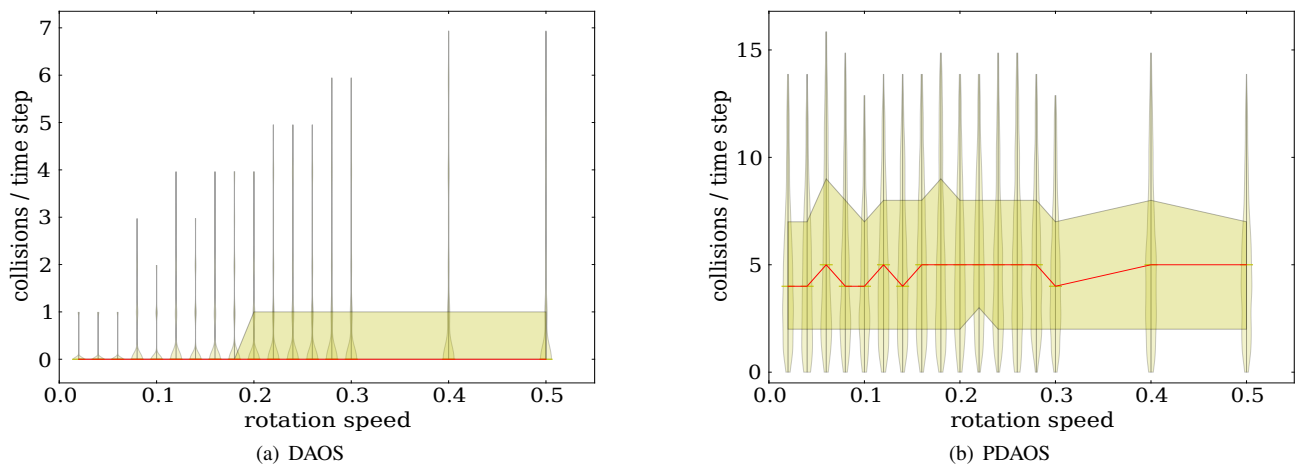 7
6
5
4
3
2
1
0
collisions / time step
0.0 0.1 0.2 0.3 0.4 0.5
rotation speed
(a) DAOS
15
10
5
0
collisions / time step
0.0 0.1 0.2 0.3 0.4 0.5
rotation speed
(b) PDAOS